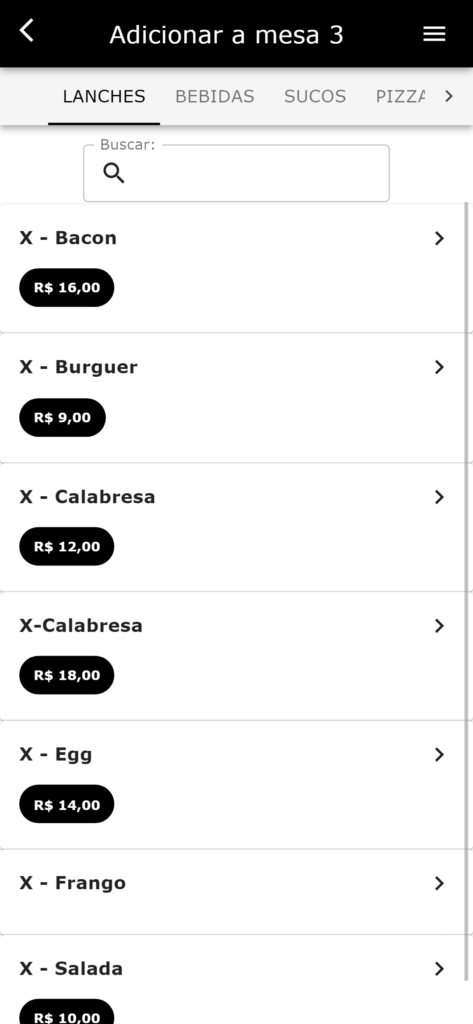 Adicionar a mesa 3
LANCHES BEBIDAS SUCOS PIZZA
Buscar:
X - Bacon
R$ 16,00
X - Burguer
R$ 9,00
X - Calabresa
R$ 12,00
X-Calabresa
R$ 18,00
X - Egg
R$ 14,00
X - Frango
X - Salada
R$ 10,00